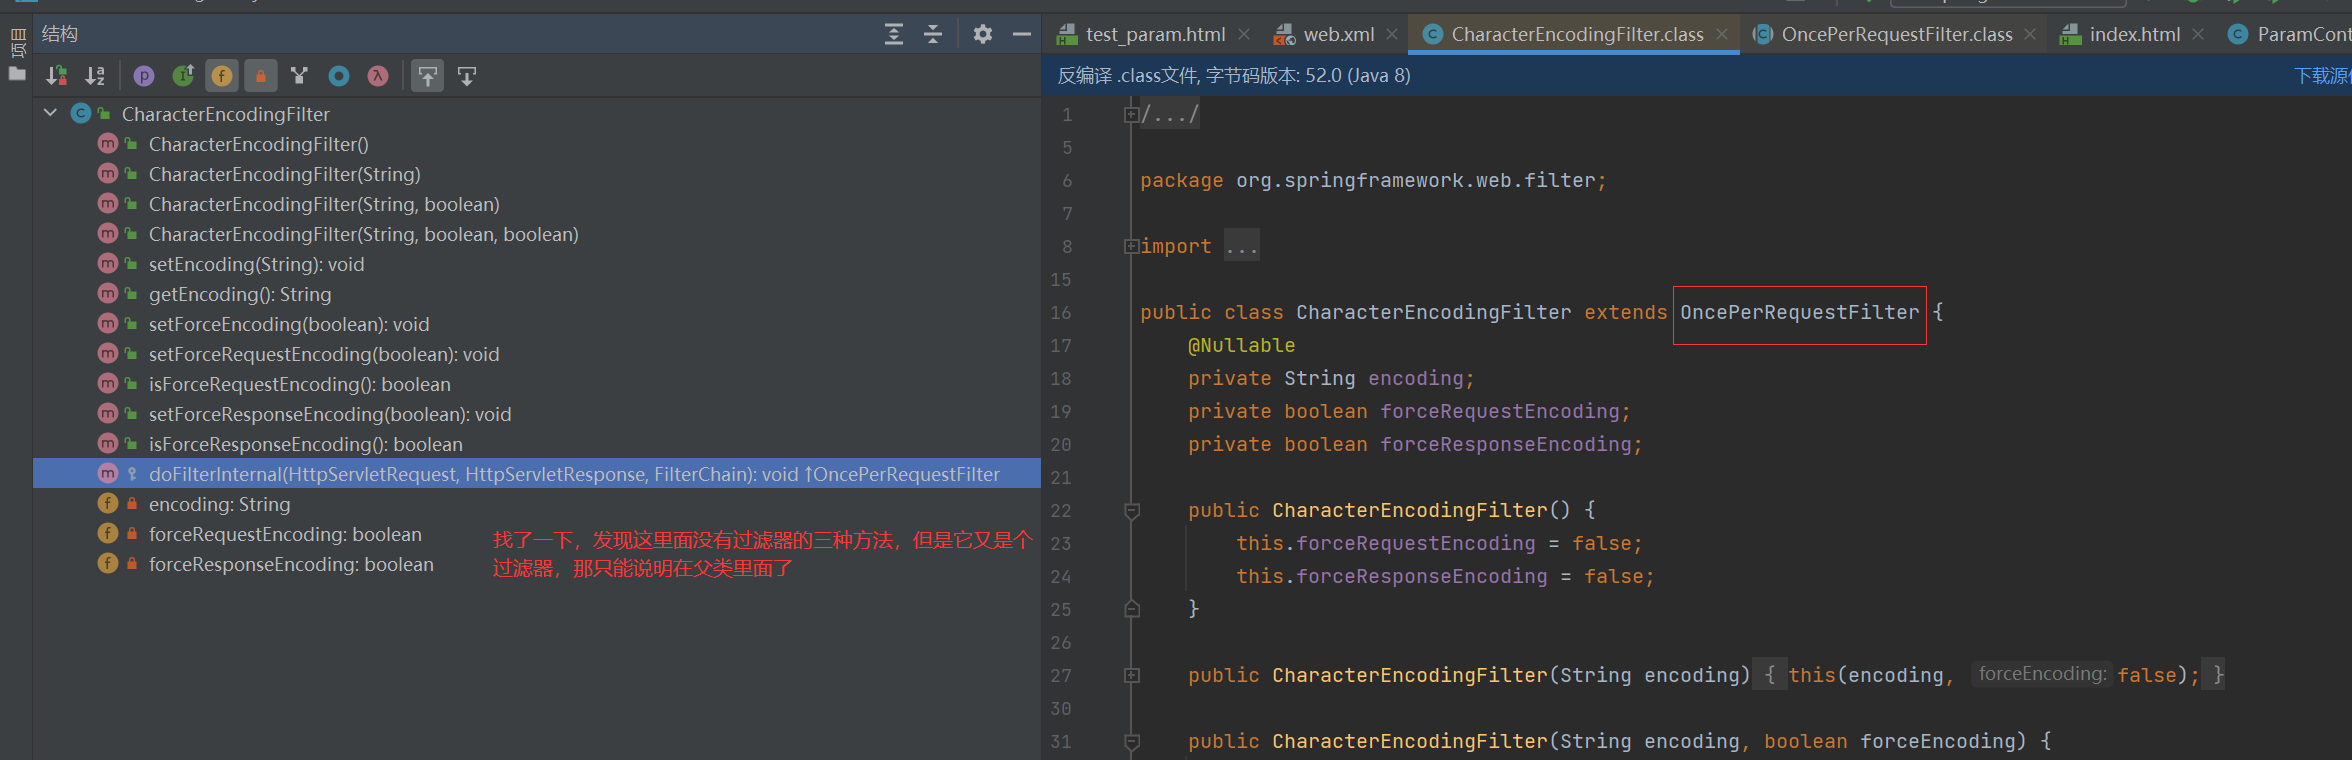 结构
项目
test_param.html
web.xml
CharacterEncodingFilter.class
OncePerRequestFilter.class
index.html
ParamCont
反编译 .class文件, 字节码版本: 52.0 (Java 8)
下载源
CharacterEncodingFilter
CharacterEncodingFilter()
CharacterEncodingFilter(String)
CharacterEncodingFilter(String, boolean)
CharacterEncodingFilter(String, boolean, boolean)
setEncoding(String): void
getEncoding(): String
setForceEncoding(boolean): void
setForceRequestEncoding(boolean): void
isForceRequestEncoding(): boolean
setForceResponseEncoding(boolean): void
isForceResponseEncoding(): boolean
doFilterInternal(HttpServletRequest, HttpServletResponse, FilterChain): void ↑OncePerRequestFilter
encoding: String
forceRequestEncoding: boolean
forceResponseEncoding: boolean
找了一下，发现这里面没有过滤器的三种方法，但是它又是个
过滤器，那只能说明在父类里面了
1 /.../
5
6 package org.springframework.web.filter;
7
8 import ...
15
16 public class CharacterEncodingFilter extends OncePerRequestFilter {
17 @Nullable
18 private String encoding;
19 private boolean forceRequestEncoding;
20 private boolean forceResponseEncoding;
21
22 public CharacterEncodingFilter() {
23 this.forceRequestEncoding = false;
24 this.forceResponseEncoding = false;
25 }
26
27 public CharacterEncodingFilter(String encoding) { this(encoding, forceEncoding: false); }
30
31 public CharacterEncodingFilter(String encoding, boolean forceEncoding) {